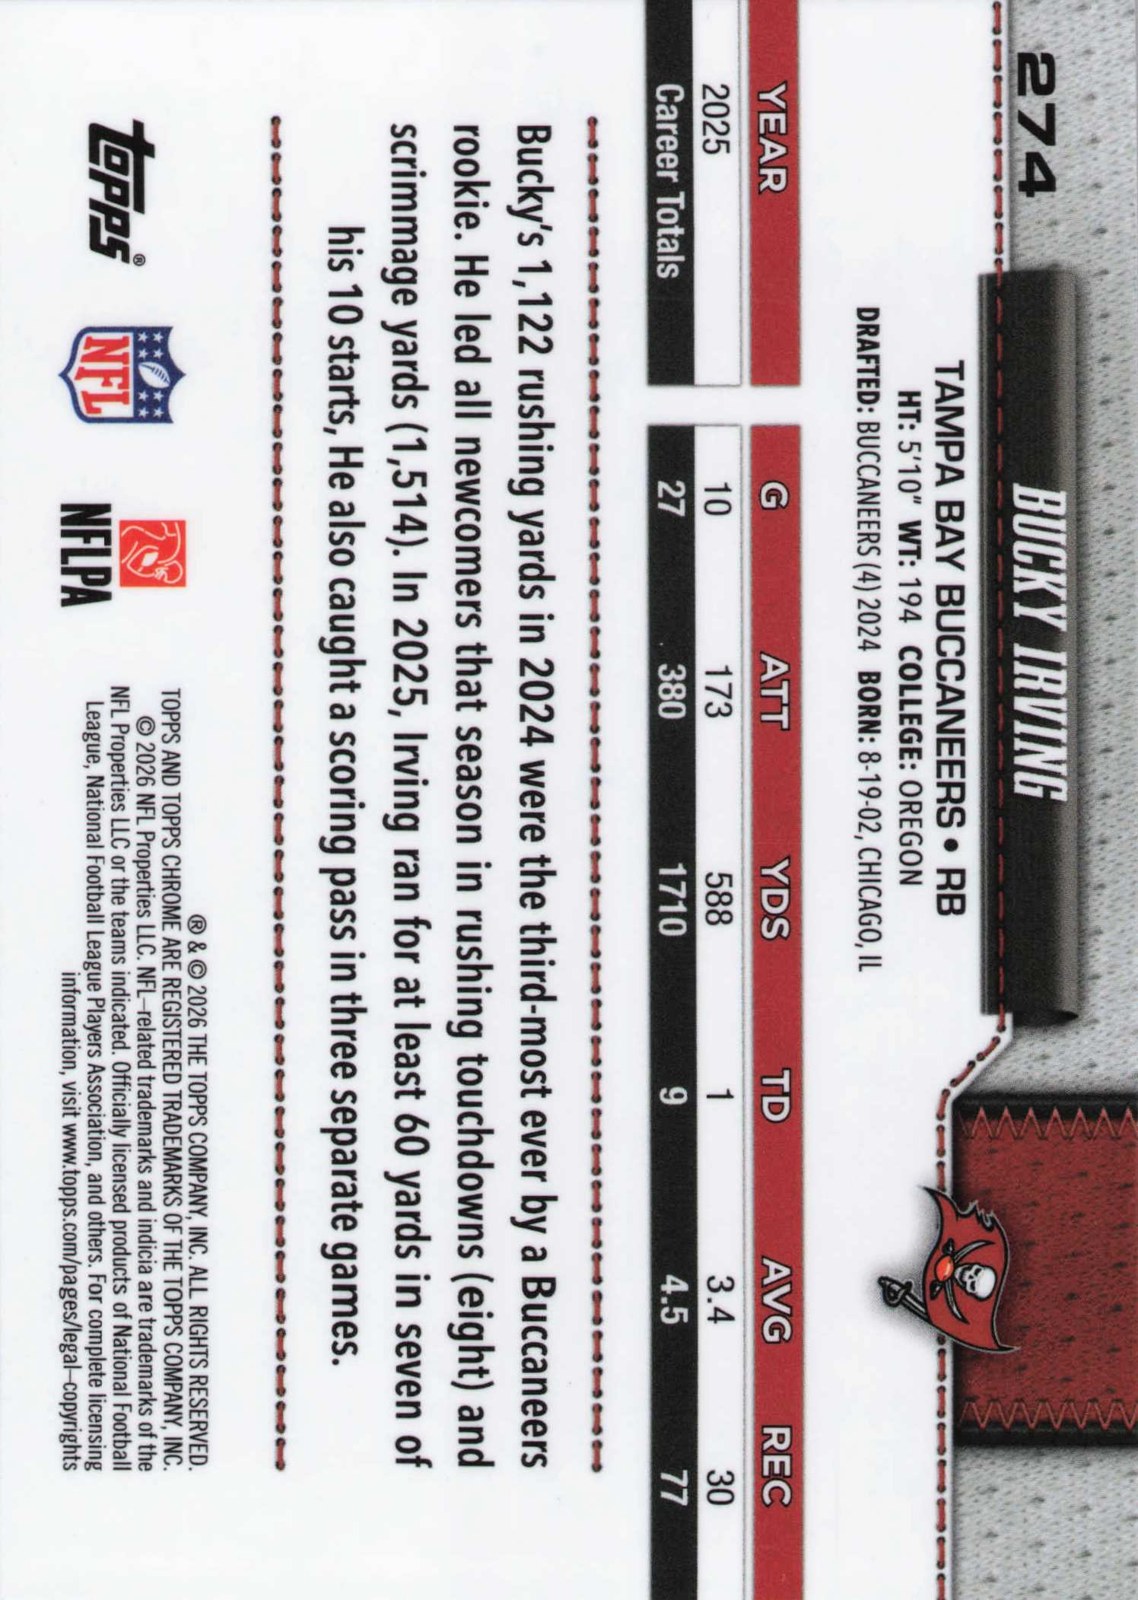 274
BUCKY IRVING
TAMPA BAY BUCCANEERS • RB
HT: 5'10" WT: 194 COLLEGE: OREGON
DRAFTED: BUCCANEERS (4) 2024 BORN: 8-19-02, CHICAGO, IL
YEAR G ATT YDS TD AVG REC
2025 10 173 588 1 3.4 30
Career Totals 27 380 1710 9 4.5 77
Bucky's 1,122 rushing yards in 2024 were the third-most ever by a Buccaneers
rookie. He led all newcomers that season in rushing touchdowns (eight) and
scrimmage yards (1,514). In 2025, Irving ran for at least 60 yards in seven of
his 10 starts, He also caught a scoring pass in three separate games.
topps®
NFL
NFLPA
® & © 2026 THE TOPPS COMPANY, INC. ALL RIGHTS RESERVED.
TOPPS AND TOPPS CHROME ARE REGISTERED TRADEMARKS OF THE TOPPS COMPANY, INC.
© 2026 NFL Properties LLC. NFL-related trademarks and indicia are trademarks of the
NFL Properties LLC or the teams indicated. Officially licensed products of National Football
League, National Football League Players Association, and others. For complete licensing
information, visit www.topps.com/pages/legal-copyrights